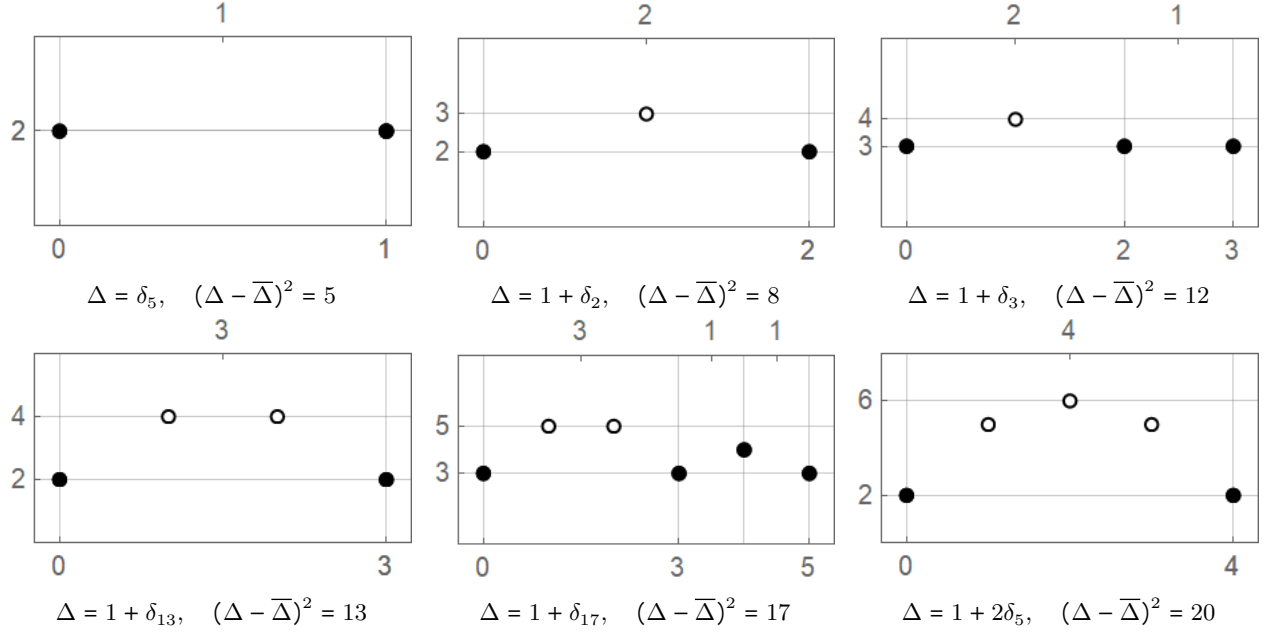 1 2 2 1
2 3 2 4 3
0 1 0 2 0 2 3
Δ = δ₅, (Δ − Δ̅)² = 5 Δ = 1 + δ₂, (Δ − Δ̅)² = 8 Δ = 1 + δ₃, (Δ − Δ̅)² = 12
3 3 1 1 4
4 2 5 3 6 2
0 3 0 3 5 0 4
Δ = 1 + δ₁₃, (Δ − Δ̅)² = 13 Δ = 1 + δ₁₇, (Δ − Δ̅)² = 17 Δ = 1 + 2δ₅, (Δ − Δ̅)² = 20